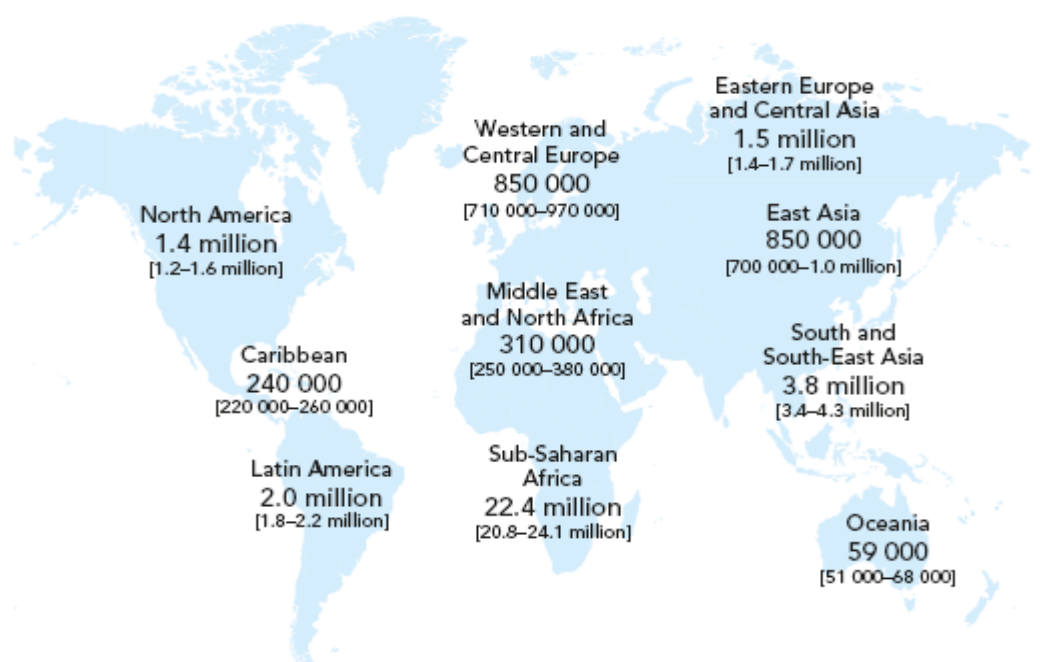 Eastern Europe
and Central Asia
1.5 million
[1.4–1.7 million]
Western and
Central Europe
850 000
[710 000–970 000]
North America
1.4 million
[1.2–1.6 million]
East Asia
850 000
[700 000–1.0 million]
Middle East
and North Africa
310 000
[250 000–380 000]
South and
South-East Asia
3.8 million
[3.4–4.3 million]
Caribbean
240 000
[220 000–260 000]
Sub-Saharan
Africa
22.4 million
[20.8–24.1 million]
Latin America
2.0 million
[1.8–2.2 million]
Oceania
59 000
[51 000–68 000]